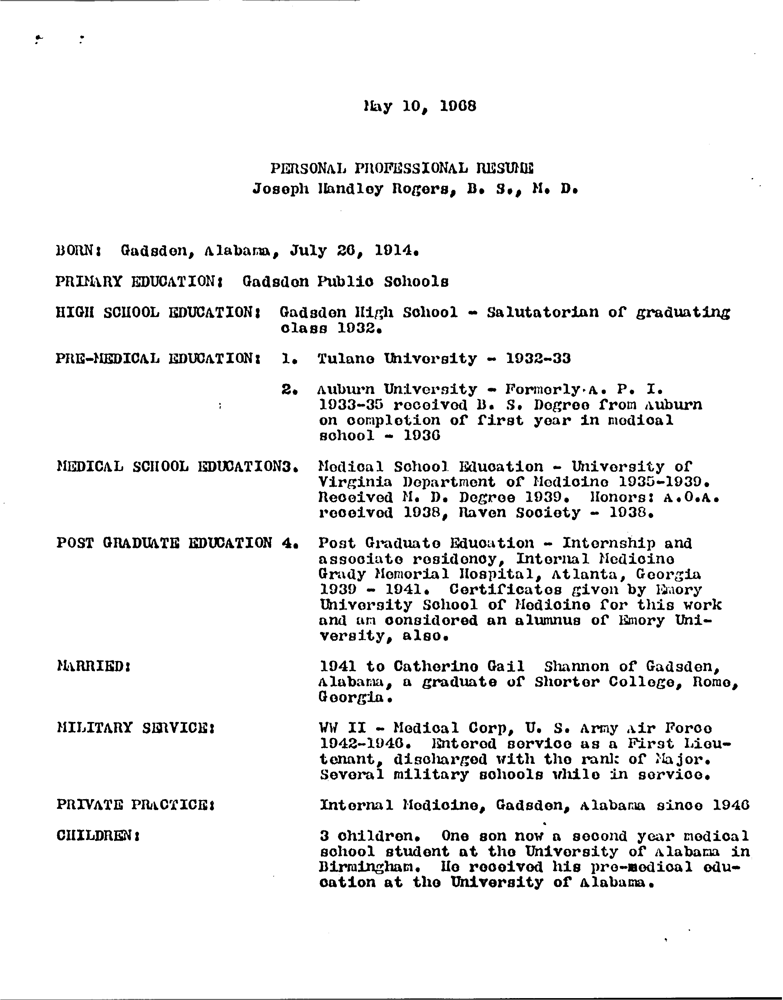 May 10, 1968
PERSONAL PROFESSIONAL RESUME
Joseph Handley Rogers, B. S., M. D.
BORN: Gadsden, Alabama, July 26, 1914.
PRIMARY EDUCATION: Gadsden Public Schools
HIGH SCHOOL EDUCATION: Gadsden High School - Salutatorian of graduating
class 1932.
PRE-MEDICAL EDUCATION: 1. Tulane University - 1932-33
2. Auburn University - Formerly A. P. I.
1933-35 received B. S. Degree from Auburn
on completion of first year in medical
school - 1936
MEDICAL SCHOOL EDUCATION3. Medical School Education - University of
Virginia Department of Medicine 1935-1939.
Received M. D. Degree 1939. Honors: A.O.A.
received 1938, Raven Society - 1938.
POST GRADUATE EDUCATION 4. Post Graduate Education - Internship and
associate residency, Internal Medicine
Grady Memorial Hospital, Atlanta, Georgia
1939 - 1941. Certificates given by Emory
University School of Medicine for this work
and am considered an alumnus of Emory Uni-
versity, also.
MARRIED: 1941 to Catherine Gail Shannon of Gadsden,
Alabama, a graduate of Shorter College, Rome,
Georgia.
MILITARY SERVICE: WW II - Medical Corp, U. S. Army Air Force
1942-1946. Entered service as a First Lieu-
tenant, discharged with the rank of Major.
Several military schools while in service.
PRIVATE PRACTICE: Internal Medicine, Gadsden, Alabama since 1946
CHILDREN: 3 children. One son now a second year medical
school student at the University of Alabama in
Birmingham. He received his pre-medical edu-
cation at the University of Alabama.